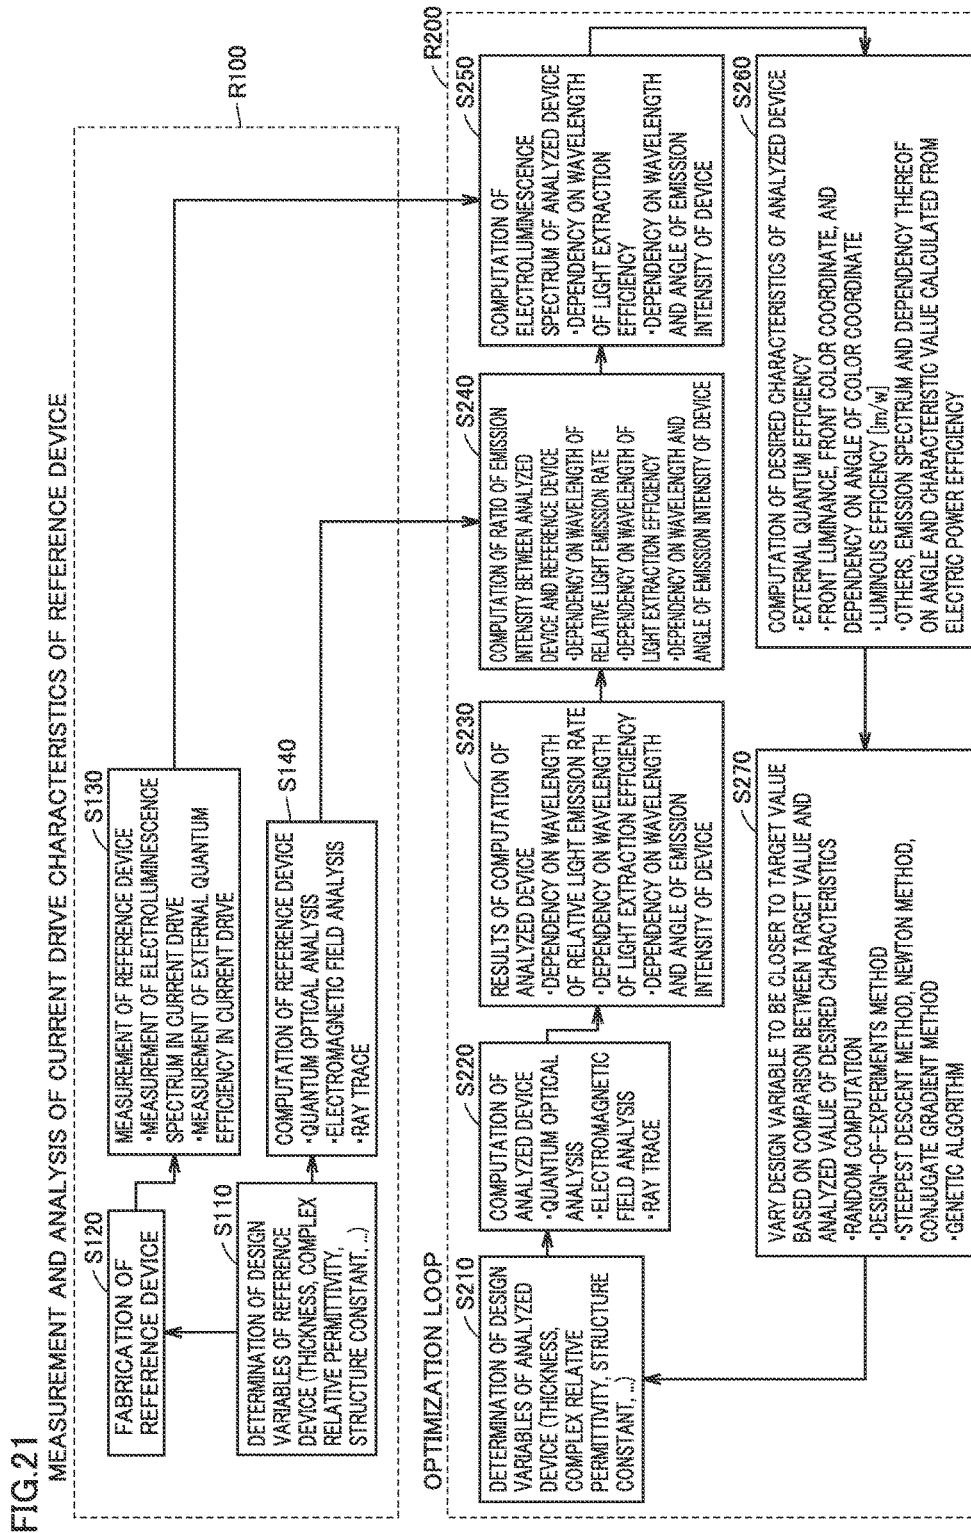 FIG.21
MEASUREMENT AND ANALYSIS OF CURRENT DRIVE CHARACTERISTICS OF REFERENCE DEVICE
R100
S120
FABRICATION OF
REFERENCE DEVICE
S130
MEASUREMENT OF REFERENCE DEVICE
•MEASUREMENT OF ELECTROLUMINESCENCE
SPECTRUM IN CURRENT DRIVE
•MEASUREMENT OF EXTERNAL QUANTUM
EFFICIENCY IN CURRENT DRIVE
S110
DETERMINATION OF DESIGN
VARIABLES OF REFERENCE
DEVICE (THICKNESS, COMPLEX
RELATIVE PERMITTIVITY,
STRUCTURE CONSTANT, ...)
S140
COMPUTATION OF REFERENCE DEVICE
•QUANTUM OPTICAL ANALYSIS
•ELECTROMAGNETIC FIELD ANALYSIS
•RAY TRACE
OPTIMIZATION LOOP
R200
S210
DETERMINATION OF DESIGN
VARIABLES OF ANALYZED
DEVICE (THICKNESS,
COMPLEX RELATIVE
PERMITTIVITY, STRUCTURE
CONSTANT, ...)
S220
COMPUTATION OF
ANALYZED DEVICE
•QUANTUM OPTICAL
ANALYSIS
•ELECTROMAGNETIC
FIELD ANALYSIS
•RAY TRACE
S230
RESULTS OF COMPUTATION OF
ANALYZED DEVICE
•DEPENDENCY ON WAVELENGTH
OF RELATIVE LIGHT EMISSION RATE
•DEPENDENCY ON WAVELENGTH
OF LIGHT EXTRACTION EFFICIENCY
•DEPENDENCY ON WAVELENGTH
AND ANGLE OF EMISSION
INTENSITY OF DEVICE
S240
COMPUTATION OF RATIO OF EMISSION
INTENSITY BETWEEN ANALYZED
DEVICE AND REFERENCE DEVICE
•DEPENDENCY ON WAVELENGTH OF
RELATIVE LIGHT EMISSION RATE
•DEPENDENCY ON WAVELENGTH OF
LIGHT EXTRACTION EFFICIENCY
•DEPENDENCY ON WAVELENGTH AND
ANGLE OF EMISSION INTENSITY OF DEVICE
S250
COMPUTATION OF
ELECTROLUMINESCENCE
SPECTRUM OF ANALYZED DEVICE
•DEPENDENCY ON WAVELENGTH
OF LIGHT EXTRACTION
EFFICIENCY
•DEPENDENCY ON WAVELENGTH
AND ANGLE OF EMISSION
INTENSITY OF DEVICE
S270
VARY DESIGN VARIABLE TO BE CLOSER TO TARGET VALUE
BASED ON COMPARISON BETWEEN TARGET VALUE AND
ANALYZED VALUE OF DESIRED CHARACTERISTICS
•RANDOM COMPUTATION
•DESIGN-OF-EXPERIMENTS METHOD
•STEEPEST DESCENT METHOD, NEWTON METHOD,
CONJUGATE GRADIENT METHOD
•GENETIC ALGORITHM
S260
COMPUTATION OF DESIRED CHARACTERISTICS OF ANALYZED DEVICE
•EXTERNAL QUANTUM EFFICIENCY
•FRONT LUMINANCE, FRONT COLOR COORDINATE, AND
DEPENDENCY ON ANGLE OF COLOR COORDINATE
•LUMINOUS EFFICIENCY [lm/w]
•OTHERS, EMISSION SPECTRUM AND DEPENDENCY THEREOF
ON ANGLE AND CHARACTERISTIC VALUE CALCULATED FROM
ELECTRIC POWER EFFICIENCY